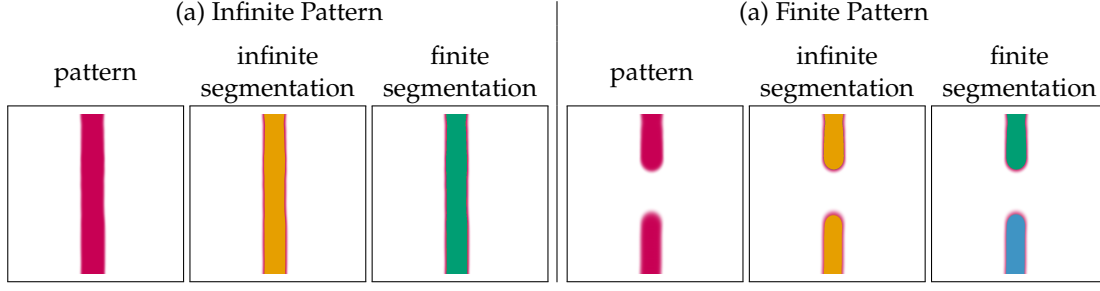 (a) Infinite Pattern
pattern
infinite
segmentation
finite
segmentation
(a) Finite Pattern
pattern
infinite
segmentation
finite
segmentation